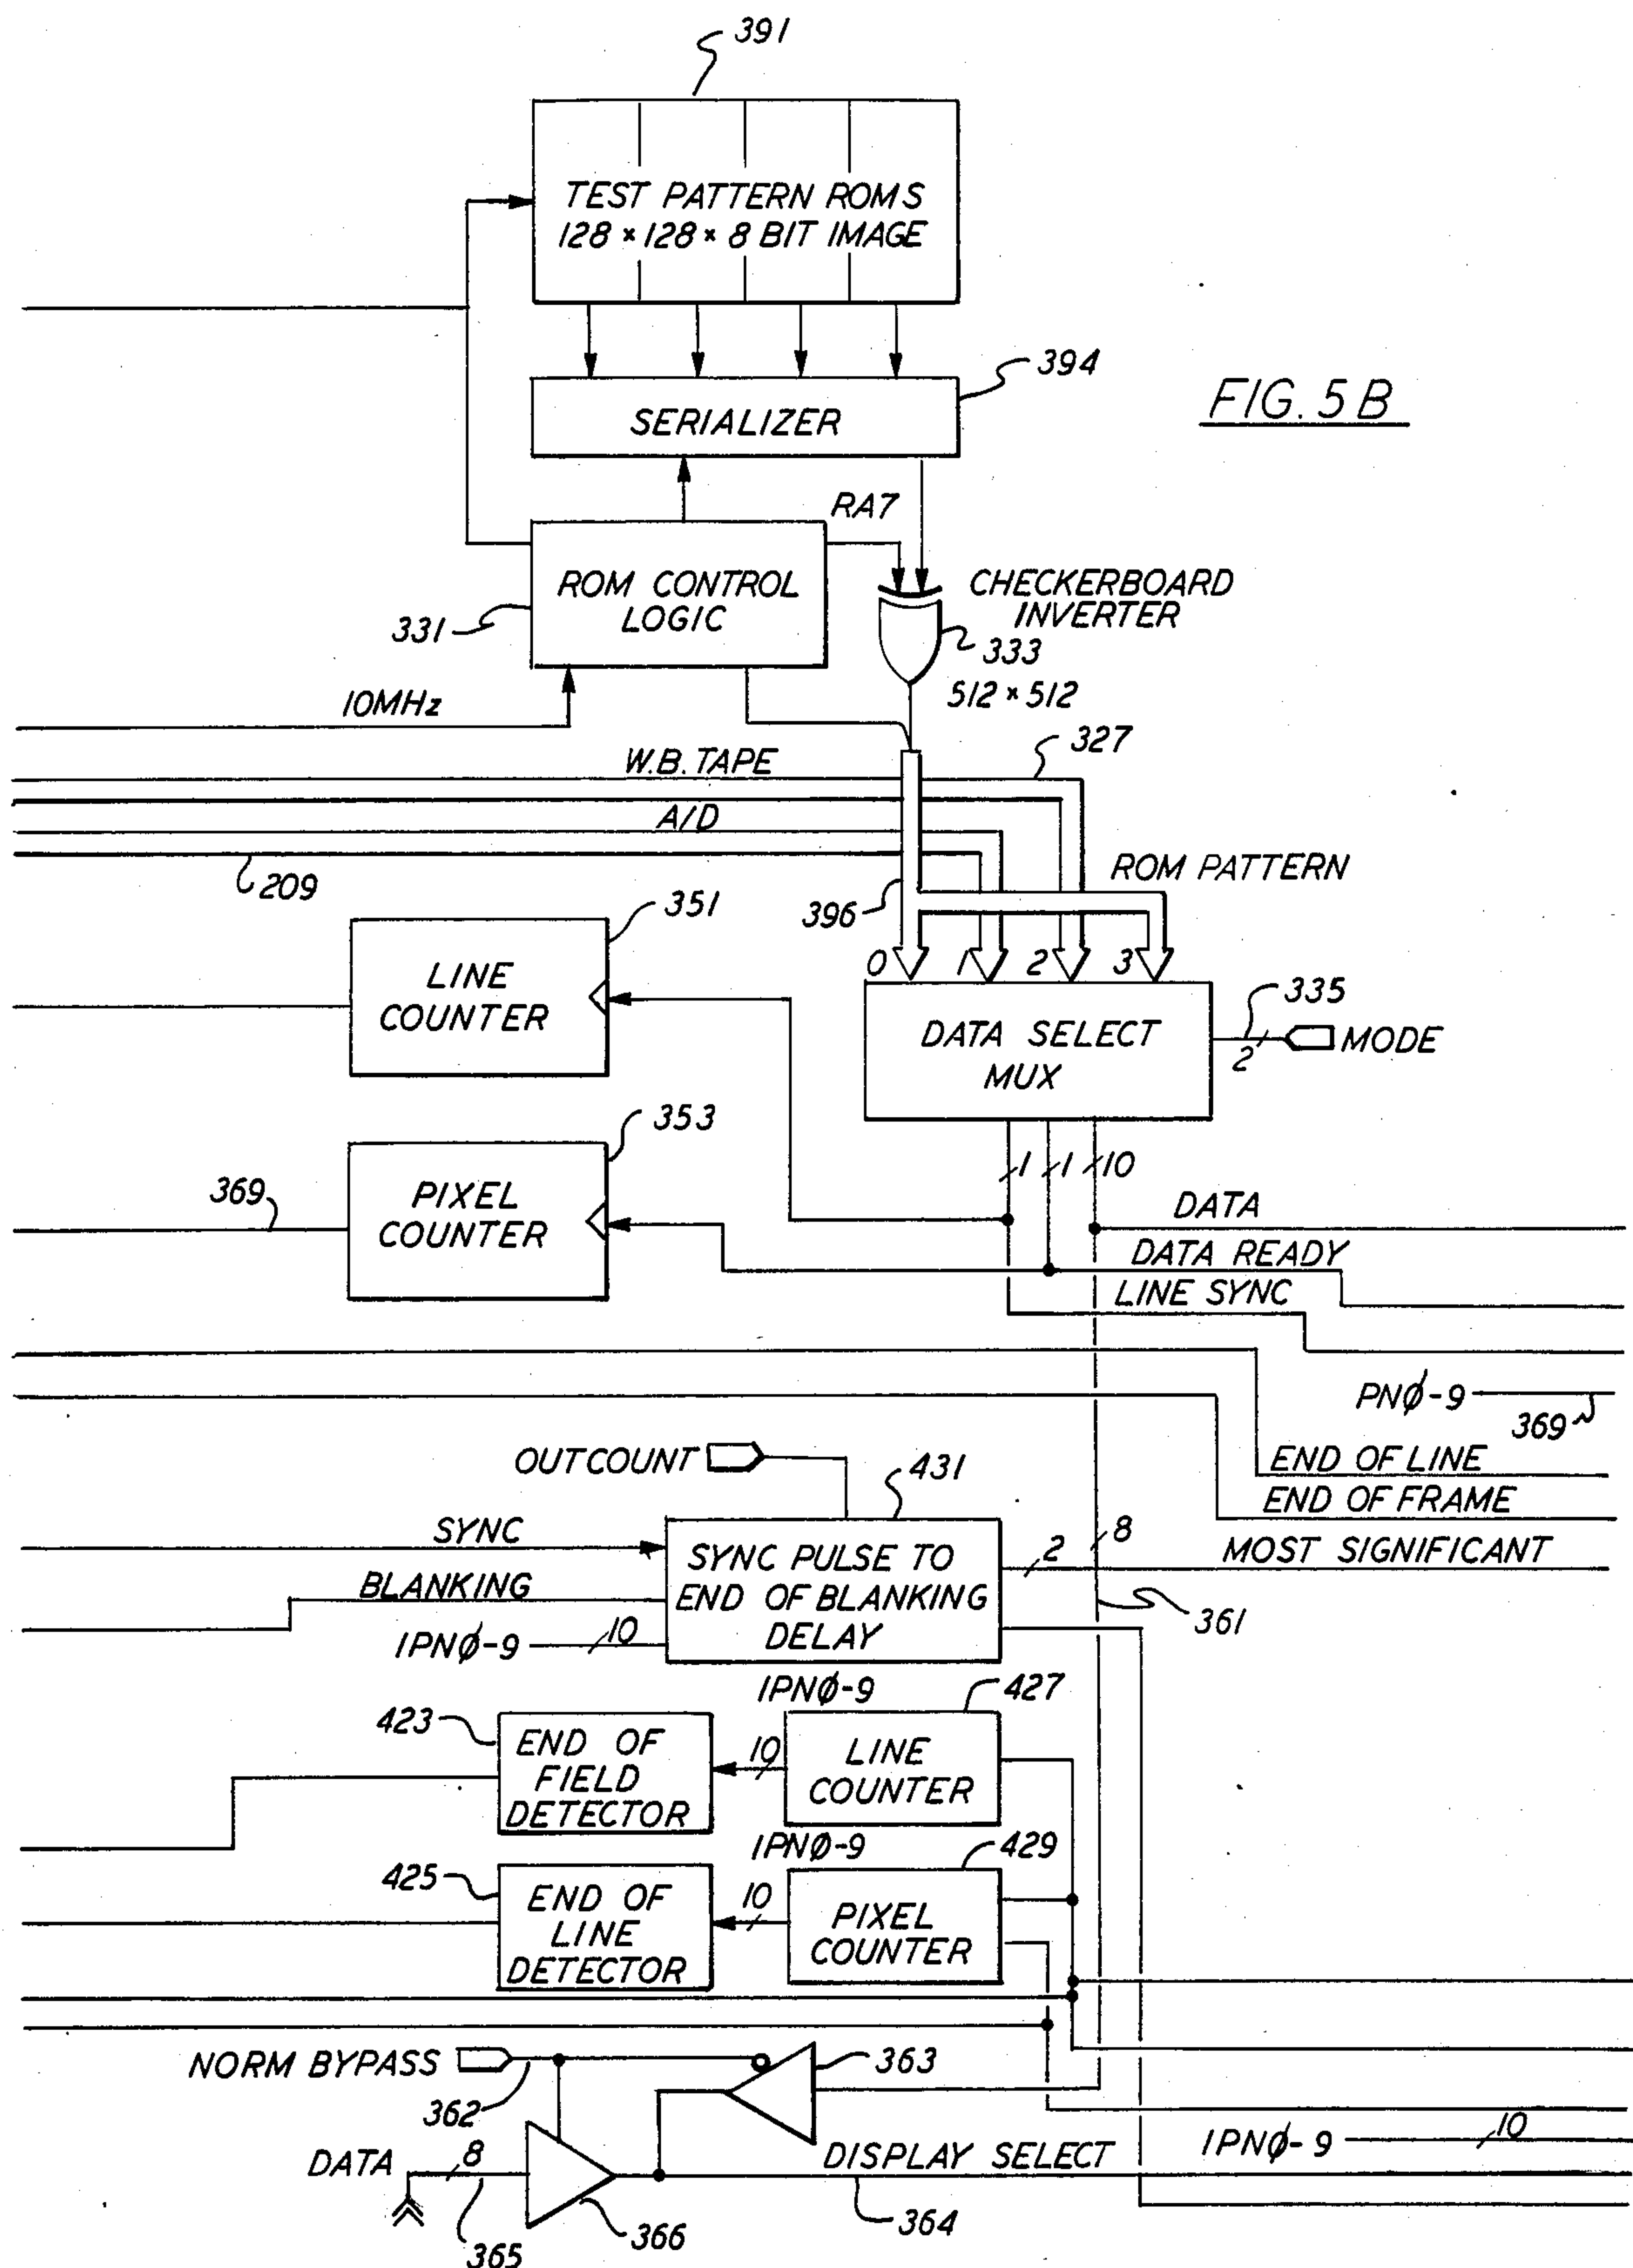 391
TEST PATTERN ROMS
128 × 128 × 8 BIT IMAGE
394
SERIALIZER
FIG. 5B
RA7
ROM CONTROL
LOGIC
331
CHECKERBOARD
INVERTER
333
512 × 512
10MHz
W.B. TAPE
327
A/D
209
ROM PATTERN
396
351
LINE
COUNTER
0
1
2
3
DATA SELECT
MUX
335
2
MODE
353
PIXEL
COUNTER
369
1
1
10
DATA
DATA READY
LINE SYNC
PNØ-9
369
END OF LINE
END OF FRAME
OUTCOUNT
431
SYNC
SYNC PULSE TO
END OF BLANKING
DELAY
2
8
MOST SIGNIFICANT
BLANKING
361
IPNØ-9
10
IPNØ-9
427
423
END OF
FIELD
DETECTOR
10
LINE
COUNTER
IPNØ-9
429
425
END OF
LINE
DETECTOR
10
PIXEL
COUNTER
NORM BYPASS
362
363
DATA
8
365
366
DISPLAY SELECT
364
IPNØ-9
10